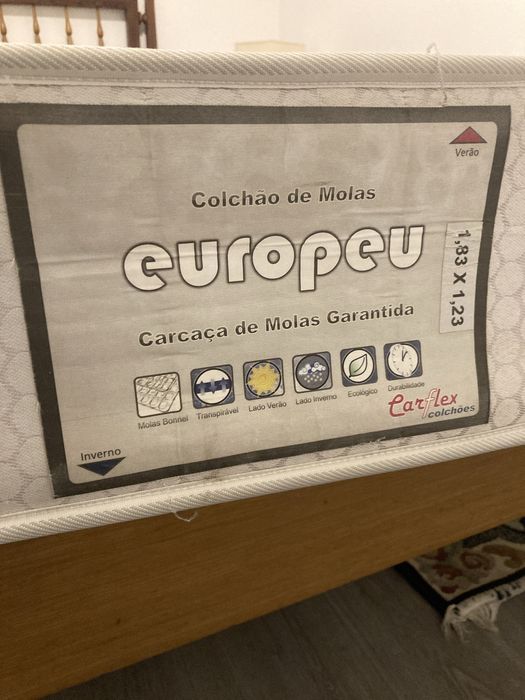 Verão
Colchão de Molas
europeu
1,83 X 1,23
Carcaça de Molas Garantida
Molas Bonnel
Transpirável
Lado Verão
Lado Inverno
Ecológico
Durabilidade
Carflex
colchões
Inverno